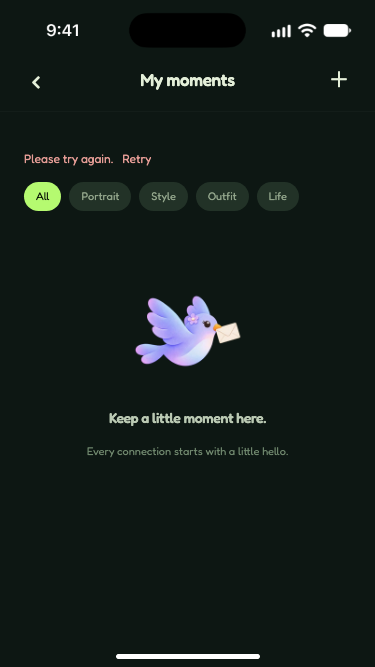 9:41
My moments
Please try again. Retry
All Portrait Style Outfit Life
Keep a little moment here.
Every connection starts with a little hello.